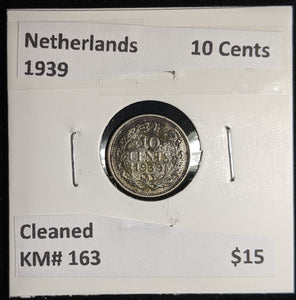 Netherlands 10 Cents
1939
10
CENTS
1939
Cleaned
KM# 163 $15